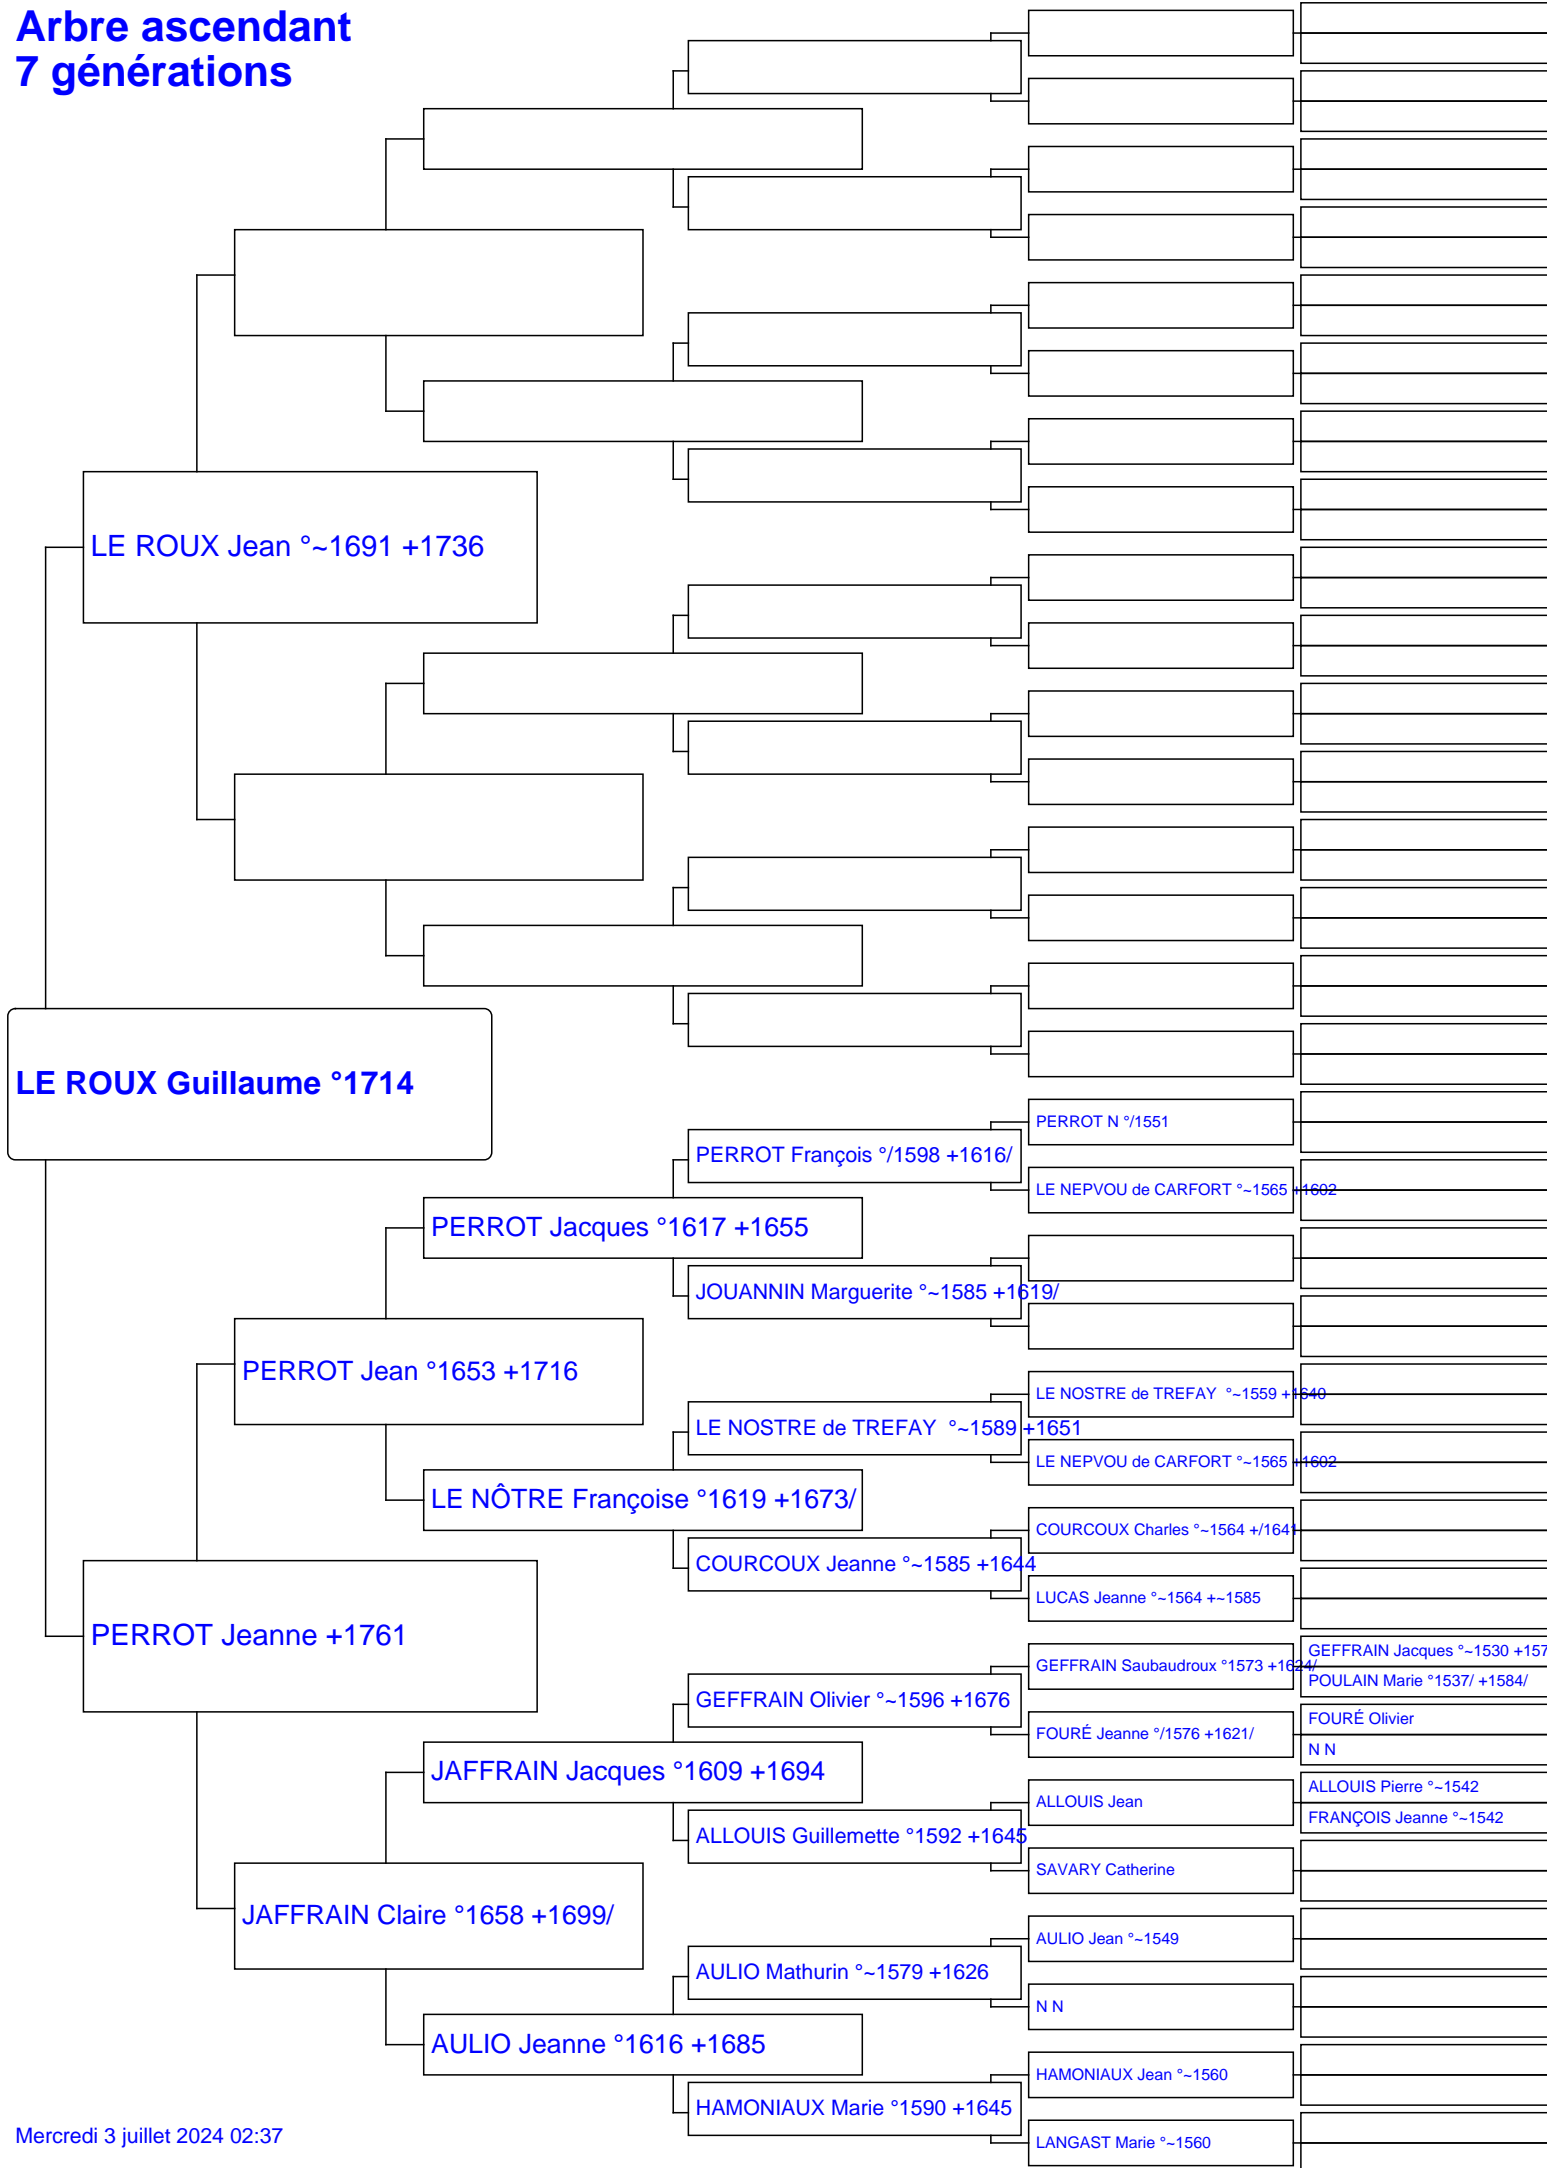 Arbre ascendant
7 générations
LE ROUX Jean °~1691 +1736
LE ROUX Guillaume °1714
PERROT N °/1551
PERROT François °/1598 +1616/
LE NEPVOU de CARFORT °~1565 +1602
PERROT Jacques °1617 +1655
JOUANNIN Marguerite °~1585 +1619/
PERROT Jean °1653 +1716
LE NOSTRE de TREFAY °~1559 +1640
LE NOSTRE de TREFAY °~1589 +1651
LE NEPVOU de CARFORT °~1565 +1602
LE NÔTRE Françoise °1619 +1673/
COURCOUX Charles °~1564 +/1641
COURCOUX Jeanne °~1585 +1644
LUCAS Jeanne °~1564 +~1585
PERROT Jeanne +1761
GEFFRAIN Jacques °~1530 +157
GEFFRAIN Saubaudroux °1573 +1624/
POULAIN Marie °1537/ +1584/
GEFFRAIN Olivier °~1596 +1676
FOURÉ Olivier
FOURÉ Jeanne °/1576 +1621/
N N
JAFFRAIN Jacques °1609 +1694
ALLOUIS Pierre °~1542
ALLOUIS Jean
FRANÇOIS Jeanne °~1542
ALLOUIS Guillemette °1592 +1645
SAVARY Catherine
JAFFRAIN Claire °1658 +1699/
AULIO Jean °~1549
AULIO Mathurin °~1579 +1626
N N
AULIO Jeanne °1616 +1685
HAMONIAUX Jean °~1560
HAMONIAUX Marie °1590 +1645
LANGAST Marie °~1560
Mercredi 3 juillet 2024 02:37